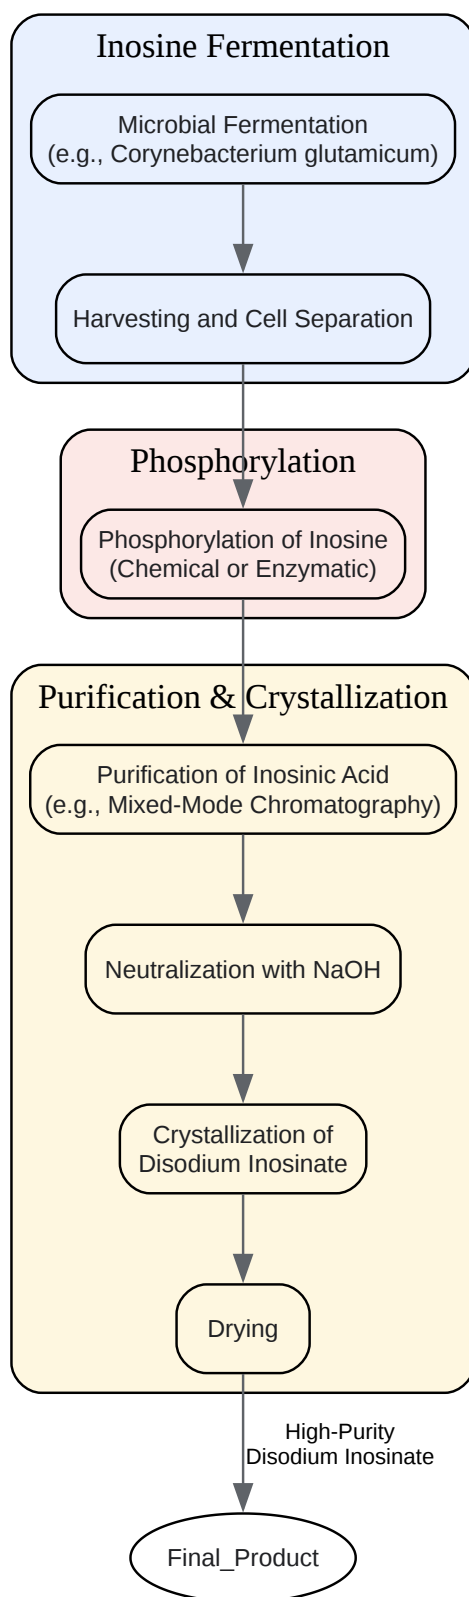 Inosine Fermentation
Microbial Fermentation
(e.g., Corynebacterium glutamicum)
Harvesting and Cell Separation
Phosphorylation
Phosphorylation of Inosine
(Chemical or Enzymatic)
Purification & Crystallization
Purification of Inosinic Acid
(e.g., Mixed-Mode Chromatography)
Neutralization with NaOH
Crystallization of
Disodium Inosinate
Drying
High-Purity
Disodium Inosinate
Final_Product